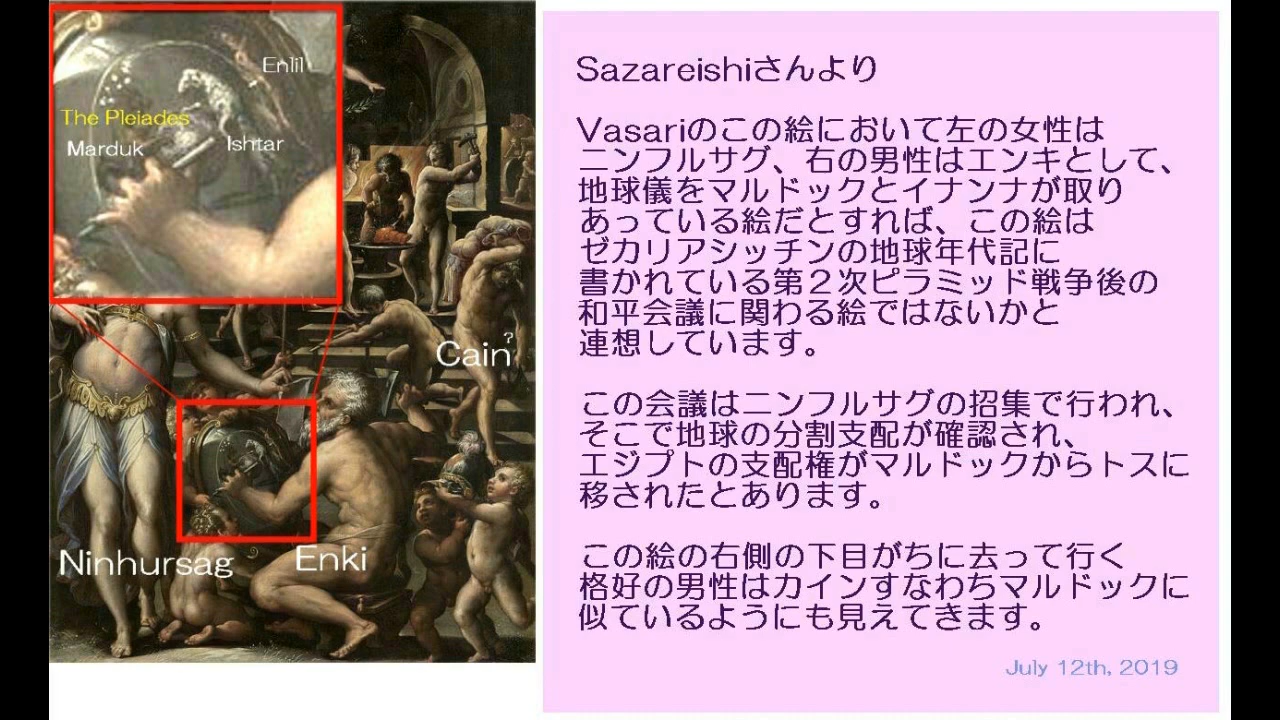 Enlil
The Pleiades
Marduk
Ishtar
Cain?
Ninhursag
Enki
Sazareishiさんより
Vasariのこの絵において左の女性は
ニンフルサグ、右の男性はエンキとして、
地球儀をマルドックとイナンナが取り
あっている絵だとすれば、この絵は
ゼカリアシッチンの地球年代記に
書かれている第２次ピラミッド戦争後の
和平会議に関わる絵ではないかと
連想しています。
この会議はニンフルサグの招集で行われ、
そこで地球の分割支配が確認され、
エジプトの支配権がマルドックからトスに
移されたとあります。
この絵の右側の下目がちに去って行く
格好の男性はカインすなわちマルドックに
似ているようにも見えてきます。
July 12th, 2019